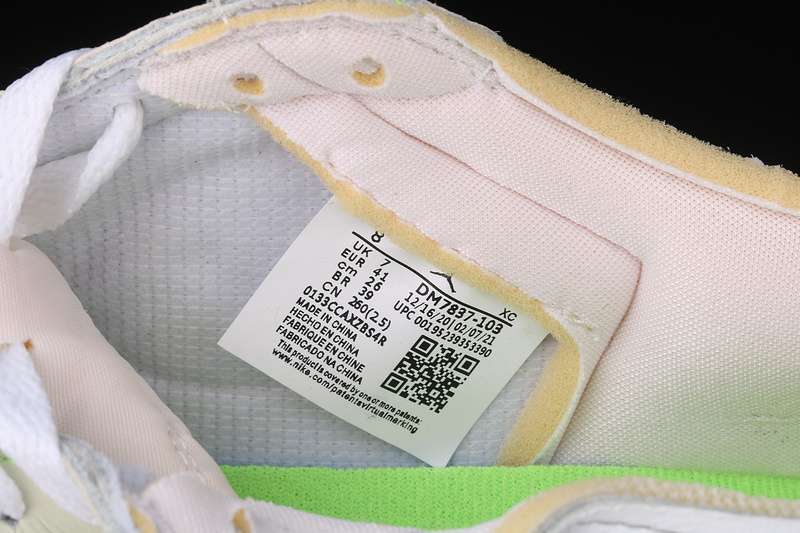 8
UK 7
EUR 41
cm 26
BR 39
CN 260(2.5)
XC
DM7837-103
12/16/20 02/07/21
UPC 00195239353390
0133CCAXZBS4R
MADE IN CHINA
HECHO EN CHINA
FABRIQUE EN CHINE
FABRICADO NA CHINA
This product is covered by one of more patents:
www.nike.com/patentsvirtualmarking